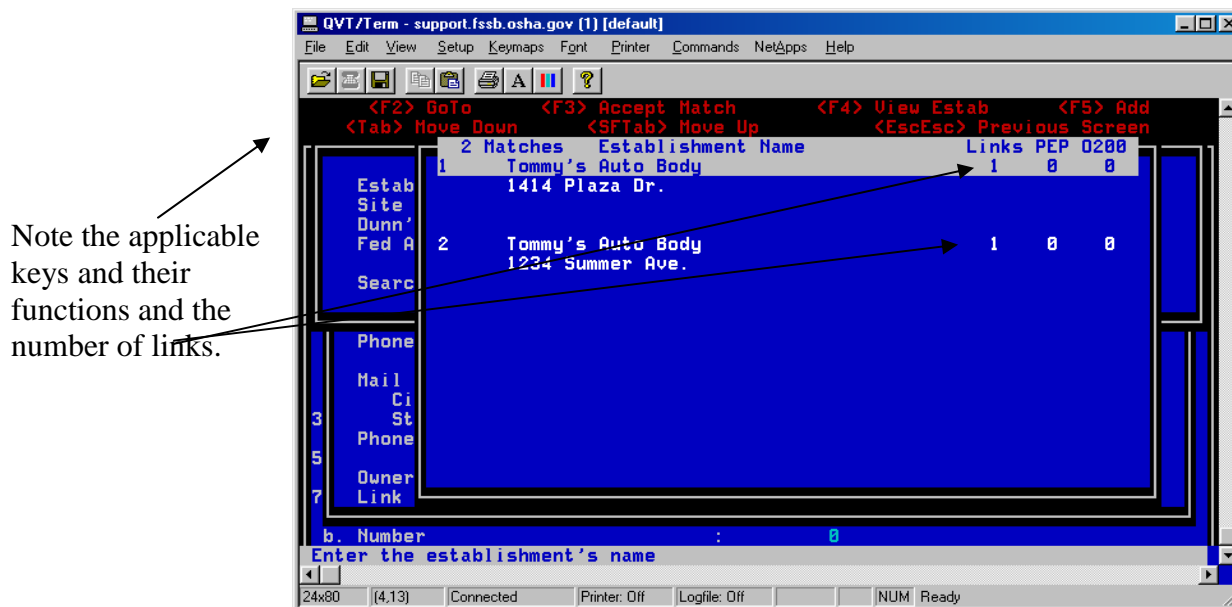 QVT/Term - support.fssb.osha.gov (1) [default]
File Edit View Setup Keymaps Font Printer Commands NetApps Help
<F2> GoTo <F3> Accept Match <F4> View Estab <F5> Add
<Tab> Move Down <SFTab> Move Up <EscEsc> Previous Screen
2 Matches Establishment Name Links PEP O200
1 Tommy's Auto Body 1 0 0
Estab 1414 Plaza Dr.
Site
Dunn'
Fed A 2 Tommy's Auto Body 1 0 0
1234 Summer Ave.
Searc
Note the applicable
keys and their
functions and the
number of links.
Phone
Mail
Ci
3 St
Phone
5
Owner
7 Link
b. Number : 0
Enter the establishment's name
24x80 (4,13) Connected Printer: Off Logfile: Off NUM Ready